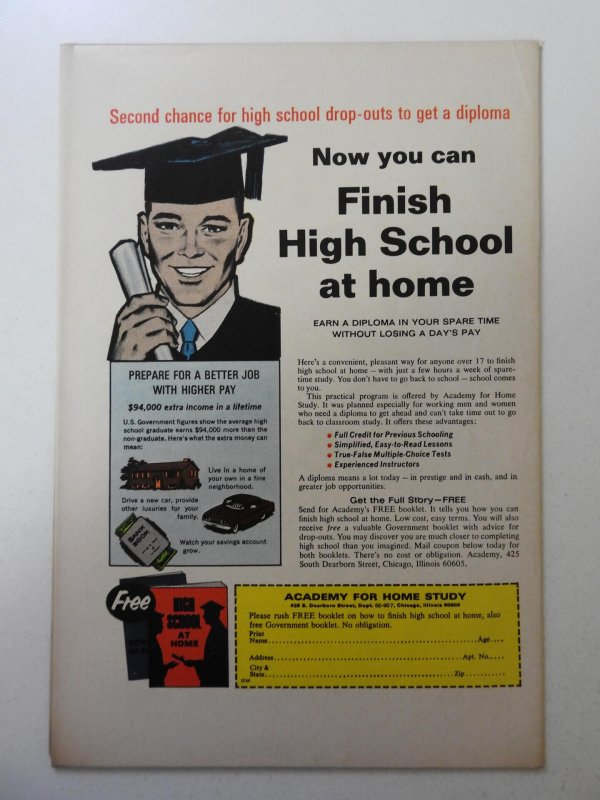 Second chance for high school drop-outs to get a diploma
Now you can
Finish
High School
at home
EARN A DIPLOMA IN YOUR SPARE TIME
WITHOUT LOSING A DAY'S PAY
PREPARE FOR A BETTER JOB
WITH HIGHER PAY
$94,000 extra income in a lifetime
U.S. Government figures show the average high
school graduate earns $94,000 more than the
non-graduate. Here's what the extra money can
mean:
Live in a home of
your own in a fine
neighborhood.
Drive a new car, provide
other luxuries for your
family.
BANK
BOOK
Watch your savings account
grow.
Here's a convenient, pleasant way for anyone over 17 to finish
high school at home — with just a few hours a week of spare-
time study. You don't have to go back to school — school comes
to you.
This practical program is offered by Academy for Home
Study. It was planned especially for working men and women
who need a diploma to get ahead and can't take time out to go
back to classroom study. It offers these advantages:
• Full Credit for Previous Schooling
• Simplified, Easy-to-Read Lessons
• True-False Multiple-Choice Tests
• Experienced Instructors
A diploma means a lot today — in prestige and in cash, and in
greater job opportunities.
Get the Full Story—FREE
Send for Academy's FREE booklet. It tells you how you can
finish high school at home. Low cost, easy terms. You will also
receive free a valuable Government booklet with advice for
drop-outs. You may discover you are much closer to completing
high school than you imagined. Mail coupon below today for
both booklets. There's no cost or obligation. Academy, 425
South Dearborn Street, Chicago, Illinois 60605.
Free
HIGH
SCHOOL
AT
HOME
ACADEMY FOR HOME STUDY
425 S. Dearborn Street, Dept. 66-907, Chicago, Illinois 60605
Please rush FREE booklet on how to finish high school at home, also
free Government booklet. No obligation.
Print
Name Age
Address Apt. No.
City &
State Zip